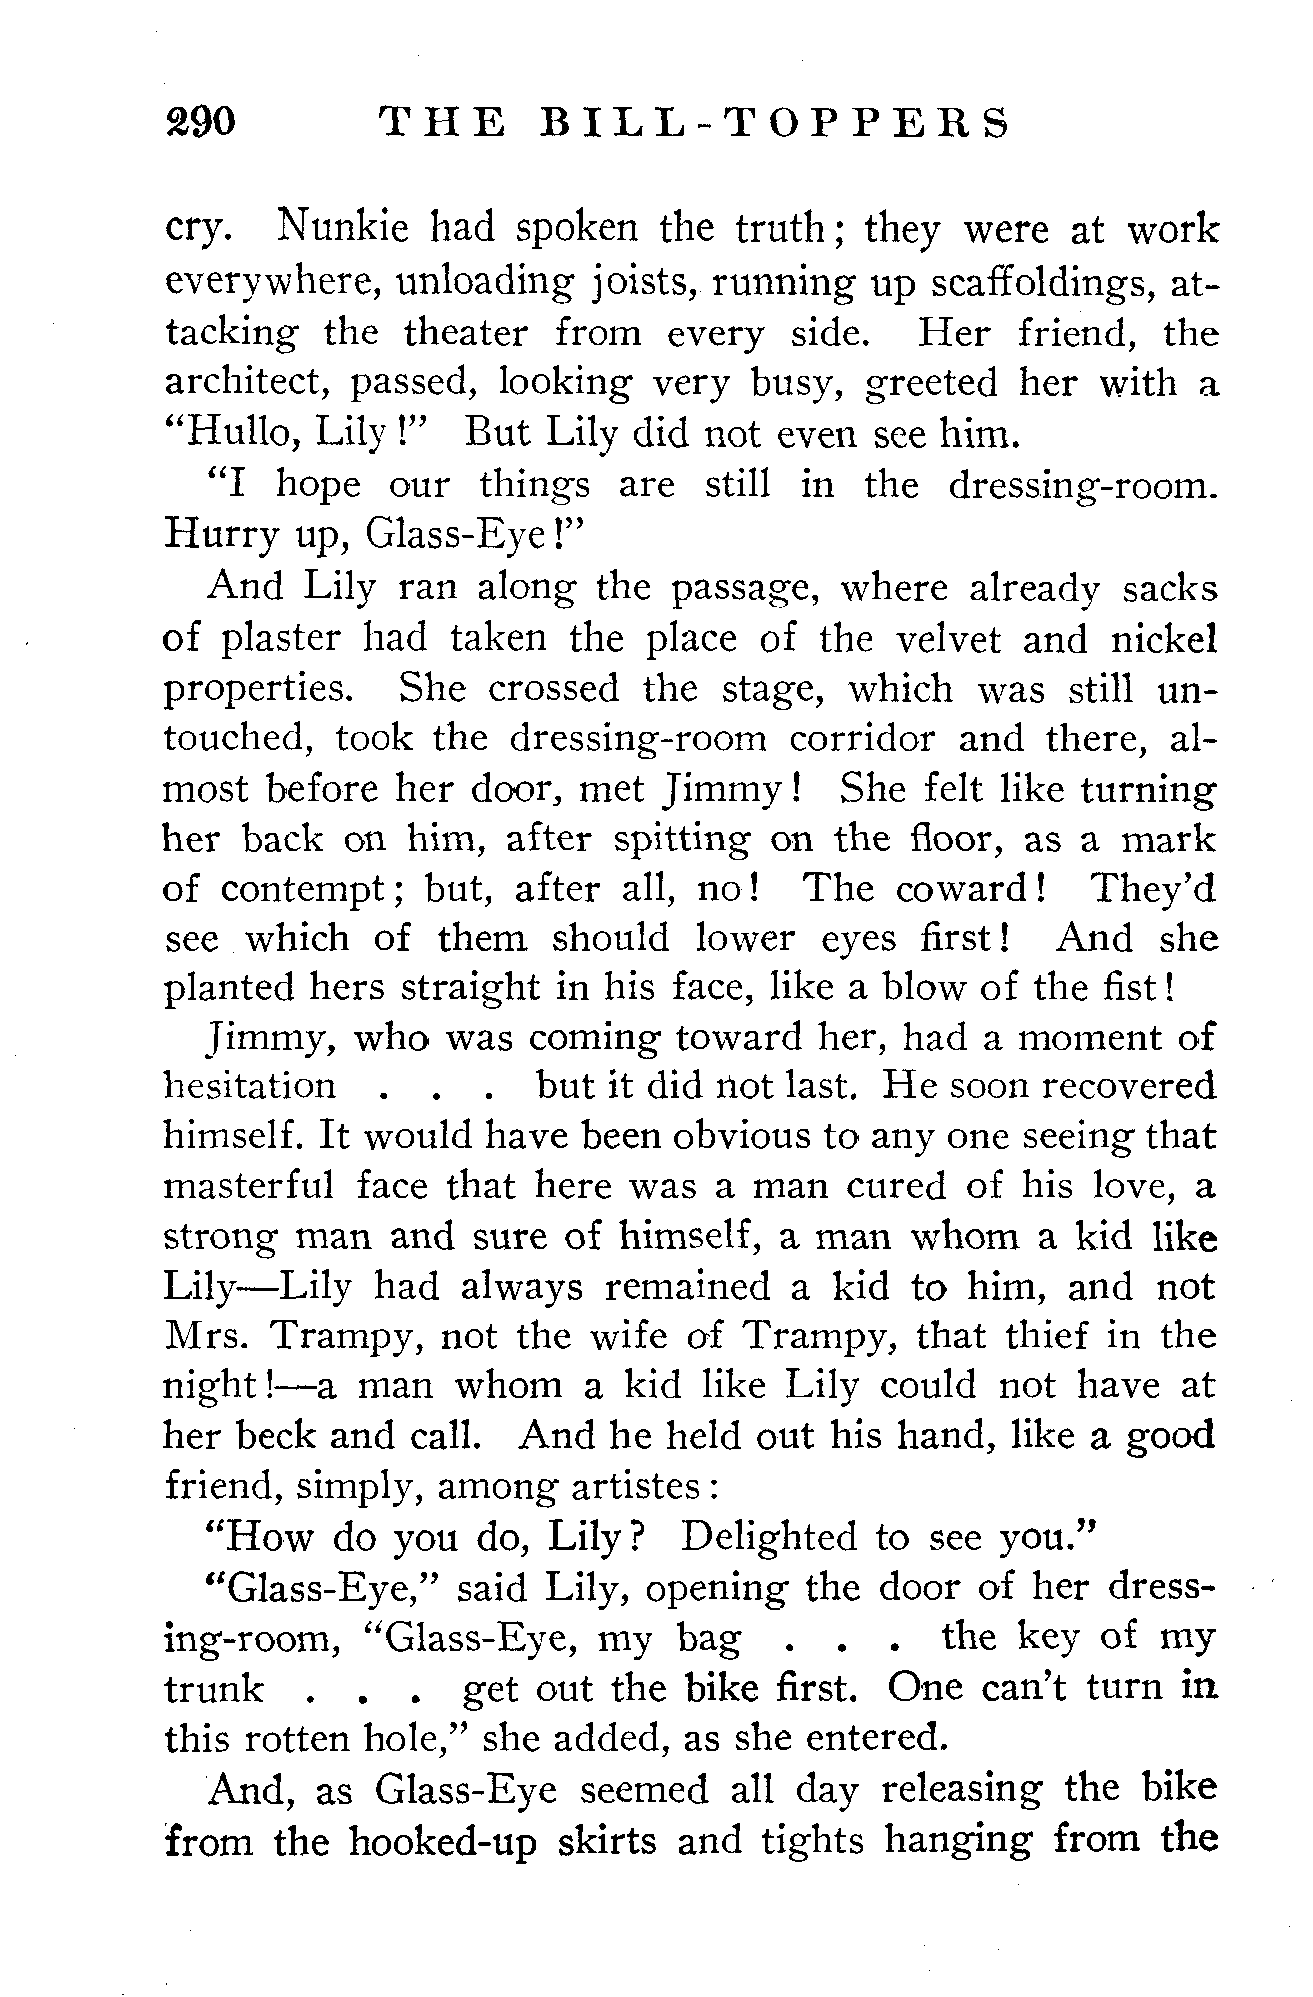 290 THE BILL-TOPPERS
cry. Nunkie had spoken the truth; they were at work
everywhere, unloading joists, running up scaffoldings, at-
tacking the theater from every side. Her friend, the
architect, passed, looking very busy, greeted her with a
“Hullo, Lily!” But Lily did not even see him.
“I hope our things are still in the dressing-room.
Hurry up, Glass-Eye!”
And Lily ran along the passage, where already sacks
of plaster had taken the place of the velvet and nickel
properties. She crossed the stage, which was still un-
touched, took the dressing-room corridor and there, al-
most before her door, met Jimmy! She felt like turning
her back on him, after spitting on the floor, as a mark
of contempt; but, after all, no! The coward! They’d
see which of them should lower eyes first! And she
planted hers straight in his face, like a blow of the fist!
Jimmy, who was coming toward her, had a moment of
hesitation . . . but it did not last. He soon recovered
himself. It would have been obvious to any one seeing that
masterful face that here was a man cured of his love, a
strong man and sure of himself, a man whom a kid like
Lily—Lily had always remained a kid to him, and not
Mrs. Trampy, not the wife of Trampy, that thief in the
night!—a man whom a kid like Lily could not have at
her beck and call. And he held out his hand, like a good
friend, simply, among artistes:
“How do you do, Lily? Delighted to see you.”
“Glass-Eye,” said Lily, opening the door of her dress-
ing-room, “Glass-Eye, my bag . . . the key of my
trunk . . . get out the bike first. One can’t turn in
this rotten hole,” she added, as she entered.
And, as Glass-Eye seemed all day releasing the bike
from the hooked-up skirts and tights hanging from the